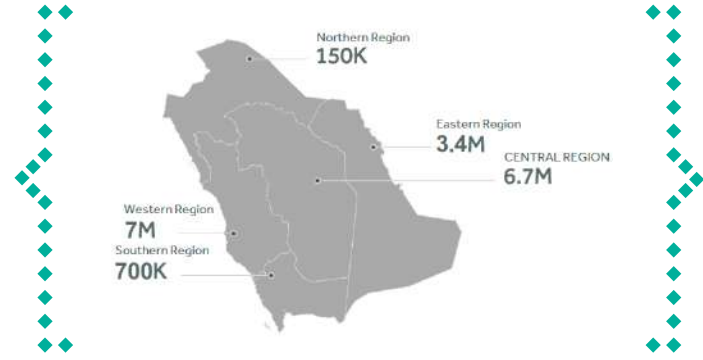 Northern Region
150K
Eastern Region
3.4M
CENTRAL REGION
6.7M
Western Region
7M
Southern Region
700K